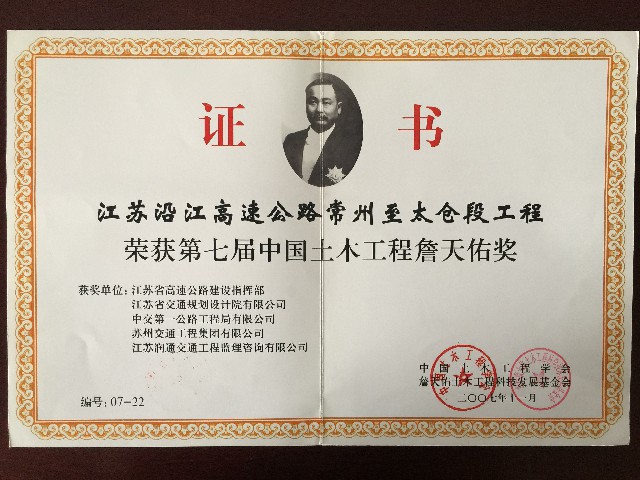 证书
江苏沿江高速公路常州至太仓段工程
荣获第七届中国土木工程詹天佑奖
获奖单位：江苏省高速公路建设指挥部
江苏省交通规划设计院有限公司
中交第一公路工程局有限公司
苏州交通工程集团有限公司
江苏润通交通工程监理咨询有限公司
中国土木工程学会
詹天佑土木工程科技发展基金会
二〇〇七年十一月
编号：07-22